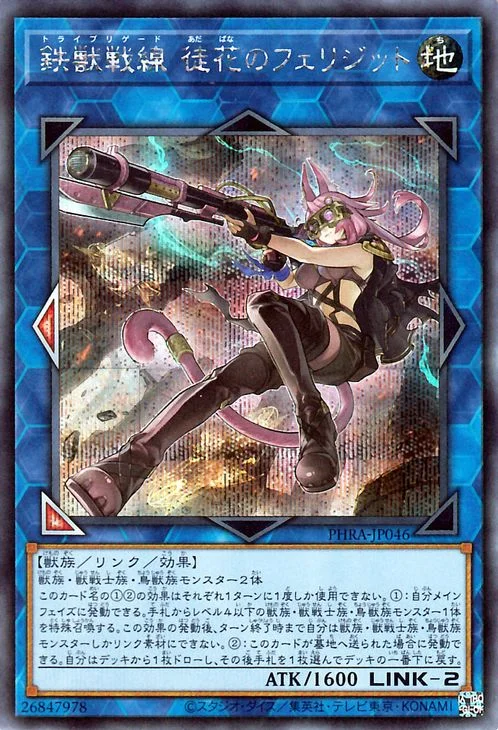 トライブリゲード あだばな
鉄獣戦線 徒花のフェリジット 地
PHRA-JP046
【獣族／リンク／効果】
獣族・獣戦士族・鳥獣族モンスター２体
このカード名の①②の効果はそれぞれ１ターンに１度しか使用できない。①：自分メイン
フェイズに発動できる。手札からレベル４以下の獣族・獣戦士族・鳥獣族モンスター１体
を特殊召喚する。この効果の発動後、ターン終了時まで自分は獣族・獣戦士族・鳥獣族
モンスターしかリンク素材にできない。②：このカードが墓地へ送られた場合に発動で
きる。自分はデッキから１枚ドローし、その後手札を１枚選んでデッキの一番下に戻す。
ATK/1600 LINK-2
26847978 ©スタジオ・ダイス／集英社・テレビ東京・KONAMI